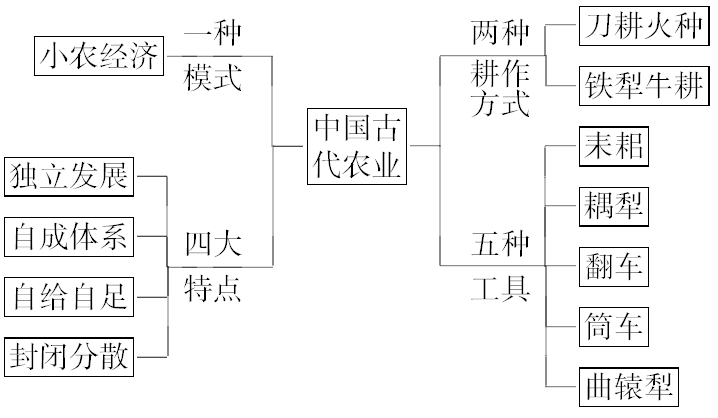 中国古
代农业
一种
模式
小农经济
四大
特点
独立发展
自成体系
自给自足
封闭分散
两种
耕作
方式
刀耕火种
铁犁牛耕
五种
工具
耒耜
耦犁
翻车
筒车
曲辕犁